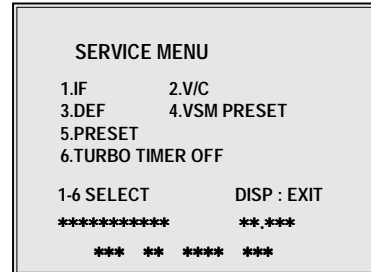 SERVICE MENU
1.IF 2.V/C
3.DEF 4.VSM PRESET
5.PRESET
6.TURBO TIMER OFF
1-6 SELECT DISP : EXIT
*********** **.***
*** ** **** ***